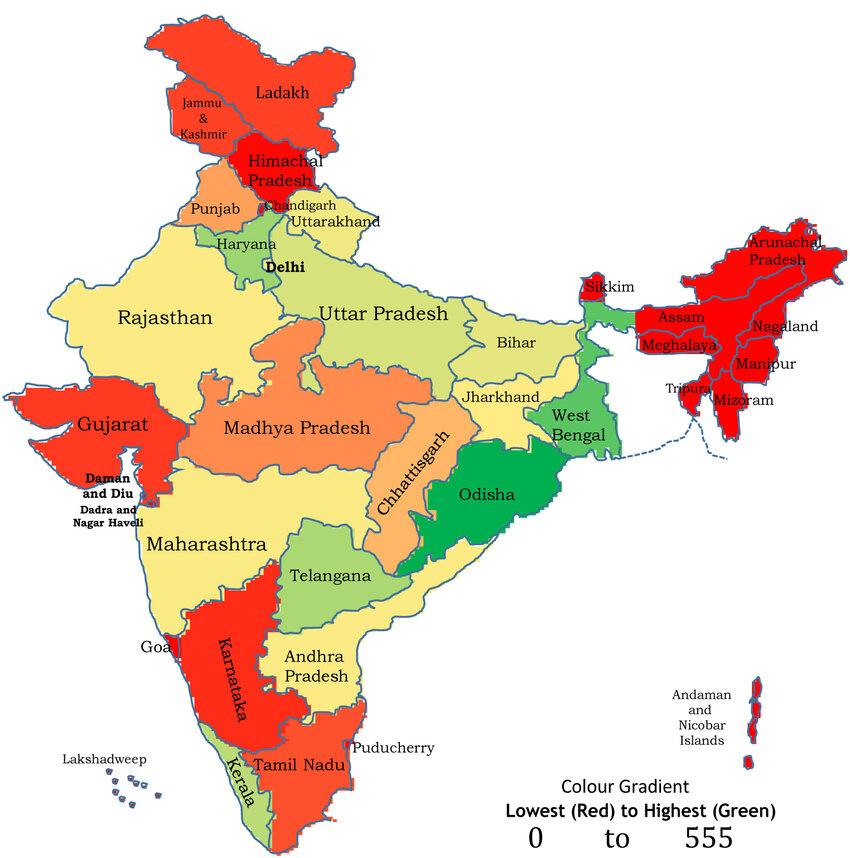 Ladakh
Jammu
&
Kashmir
Himachal
Pradesh
Chandigarh
Punjab
Uttarakhand
Haryana
Delhi
Arunachal
Pradesh
Sikkim
Rajasthan
Uttar Pradesh
Assam
Nagaland
Bihar
Meghalaya
Manipur
Tripura
Mizoram
Jharkhand
Gujarat
Madhya Pradesh
West
Bengal
Chhattisgarh
Daman
and Diu
Dadra and
Nagar Haveli
Odisha
Maharashtra
Telangana
Goa
Karnataka
Andhra
Pradesh
Andaman
and
Nicobar
Islands
Puducherry
Lakshadweep
Tamil Nadu
Kerala
Colour Gradient
Lowest (Red) to Highest (Green)
0 to 555